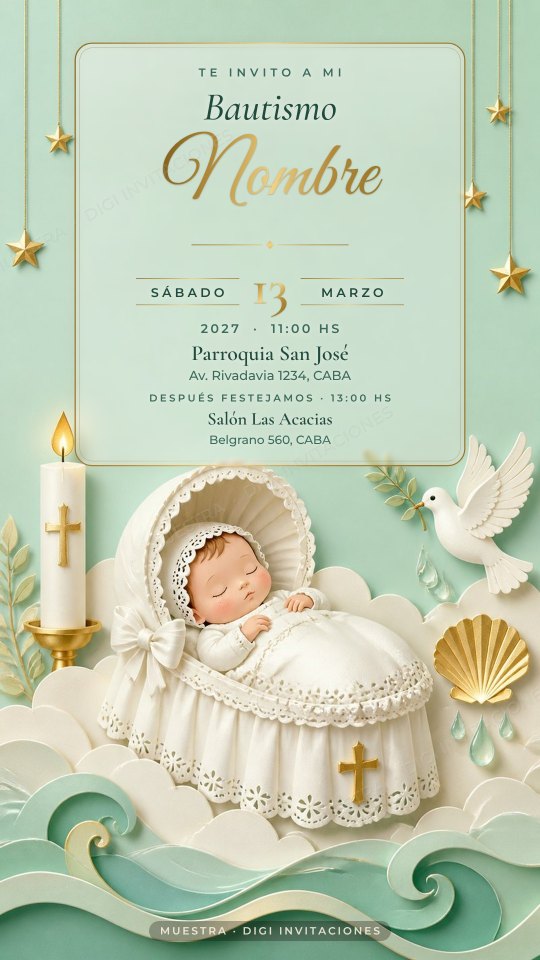 TE INVITO A MI
Bautismo
Nombre
SÁBADO 13 MARZO
2027 · 11:00 HS
Parroquia San José
Av. Rivadavia 1234, CABA
DESPUÉS FESTEJAMOS · 13:00 HS
Salón Las Acacias
Belgrano 560, CABA
MUESTRA · DIGI INVITACIONES